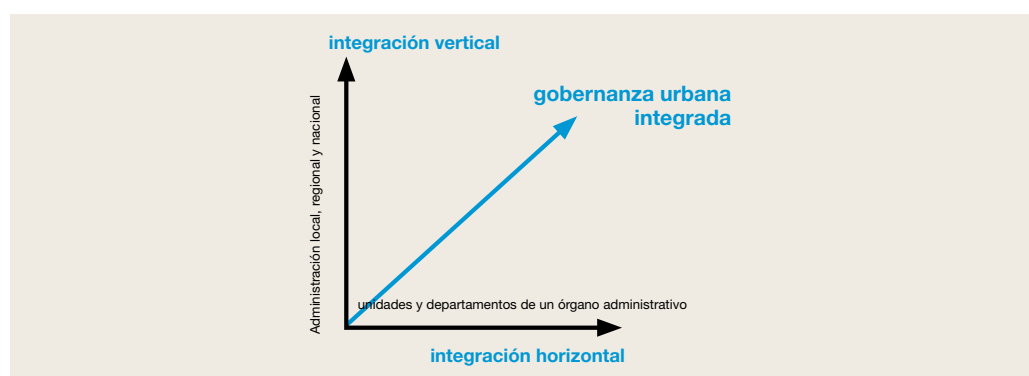 integración vertical
gobernanza urbana
integrada
Administración local, regional y nacional
unidades y departamentos de un órgano administrativo
integración horizontal